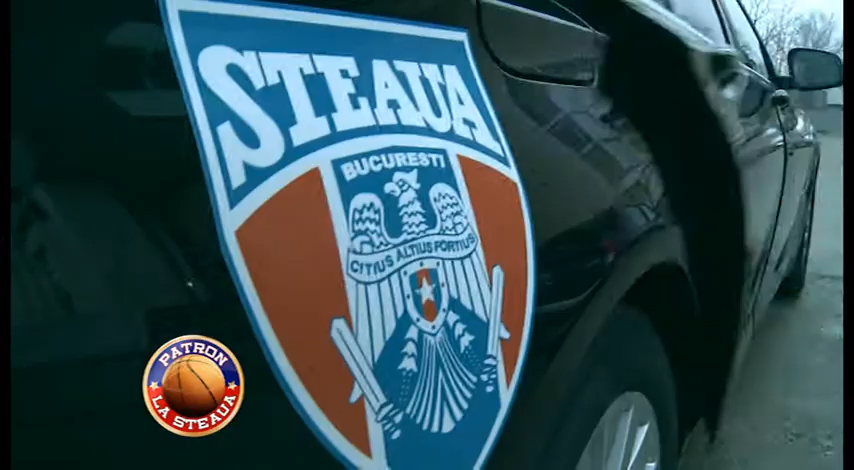 STEAUA
BUCURESTI
CITIUS ALTIUS FORTIUS
PATRON
LA STEAUA